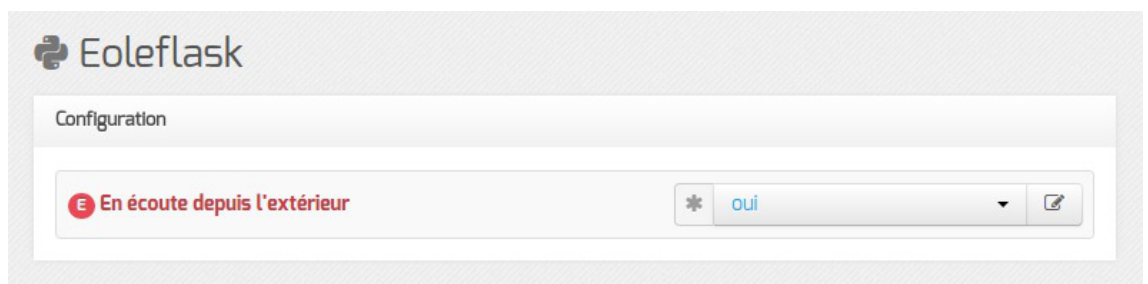 Eoleflask
Configuration
E En écoute depuis l'extérieur
* oui